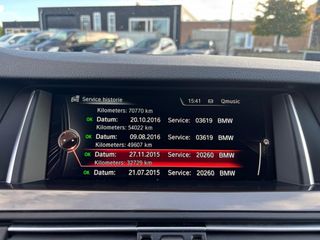 Service historie 15:41 Qmusic
Kilometers: 70770 km
OK Datum: 20.10.2016 Service: 03619 BMW
Kilometers: 54022 km
OK Datum: 09.08.2016 Service: 03619 BMW
Kilometers: 49607 km
OK Datum: 27.11.2015 Service: 20260 BMW
Kilometers: 32729 km
OK Datum: 21.07.2015 Service: 20260 BMW